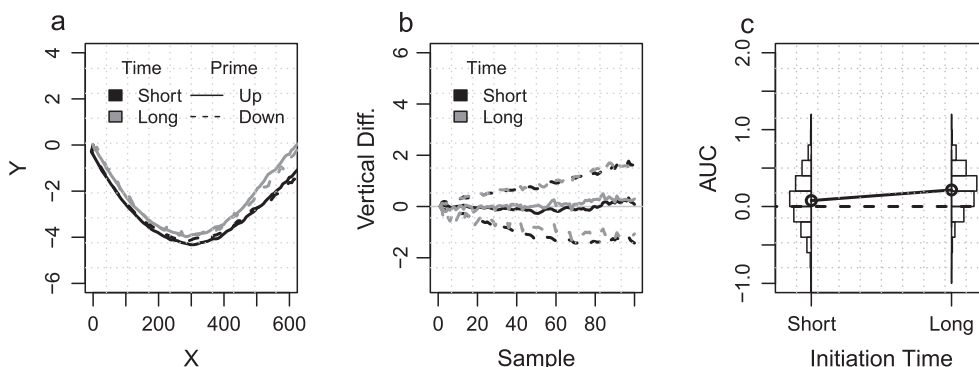 a
Y
4
2
0
−2
−4
−6
Time Prime
Short Up
Long Down
0 200 400 600
X
b
Vertical Diff.
6
4
2
0
−2
Time
Short
Long
0 20 40 60 80
Sample
c
AUC
2.0
1.0
0.0
−1.0
Short Long
Initiation Time